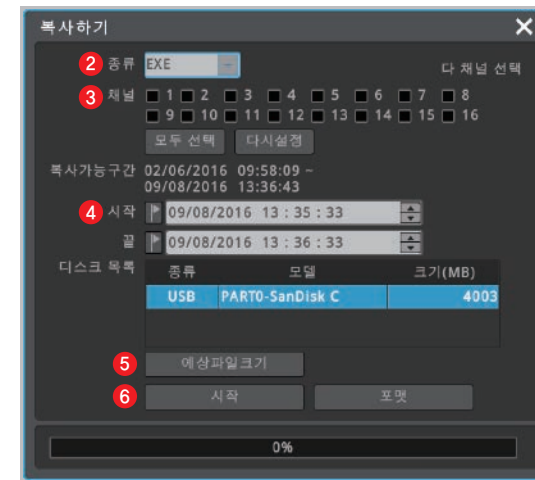 복사하기
2 종류 EXE 다 채널 선택
3 채널 1 2 3 4 5 6 7 8
9 10 11 12 13 14 15 16
모두 선택 다시설정
복사가능구간 02/06/2016 09:58:09 ~
09/08/2016 13:36:43
4 시작 09/08/2016 13 : 35 : 33
끝 09/08/2016 13 : 36 : 33
디스크 목록 종류 모델 크기(MB)
USB PART0-SanDisk C 4003
5 예상파일크기
6 시작 포맷
0%